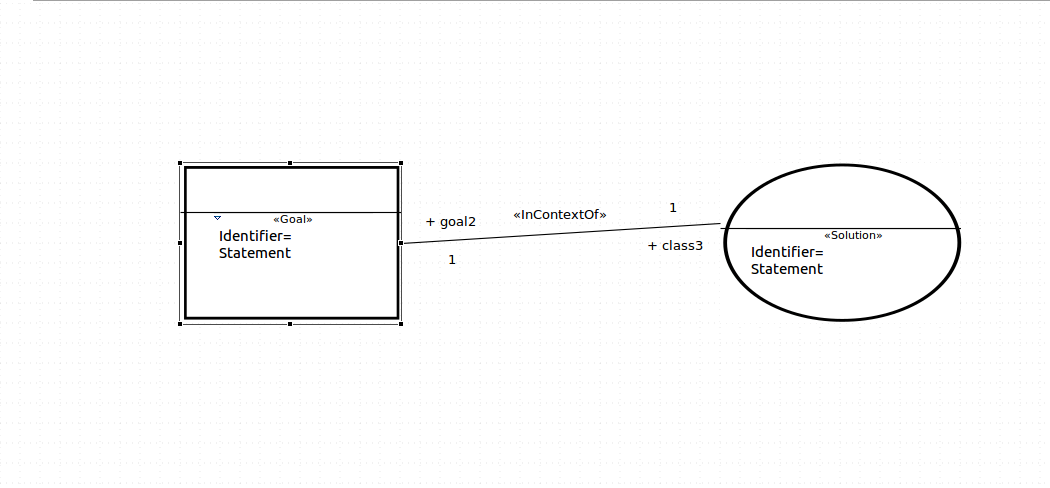 «Goal»
Identifier=
Statement
+ goal2
1
«InContextOf»
1
+ class3
«Solution»
Identifier=
Statement